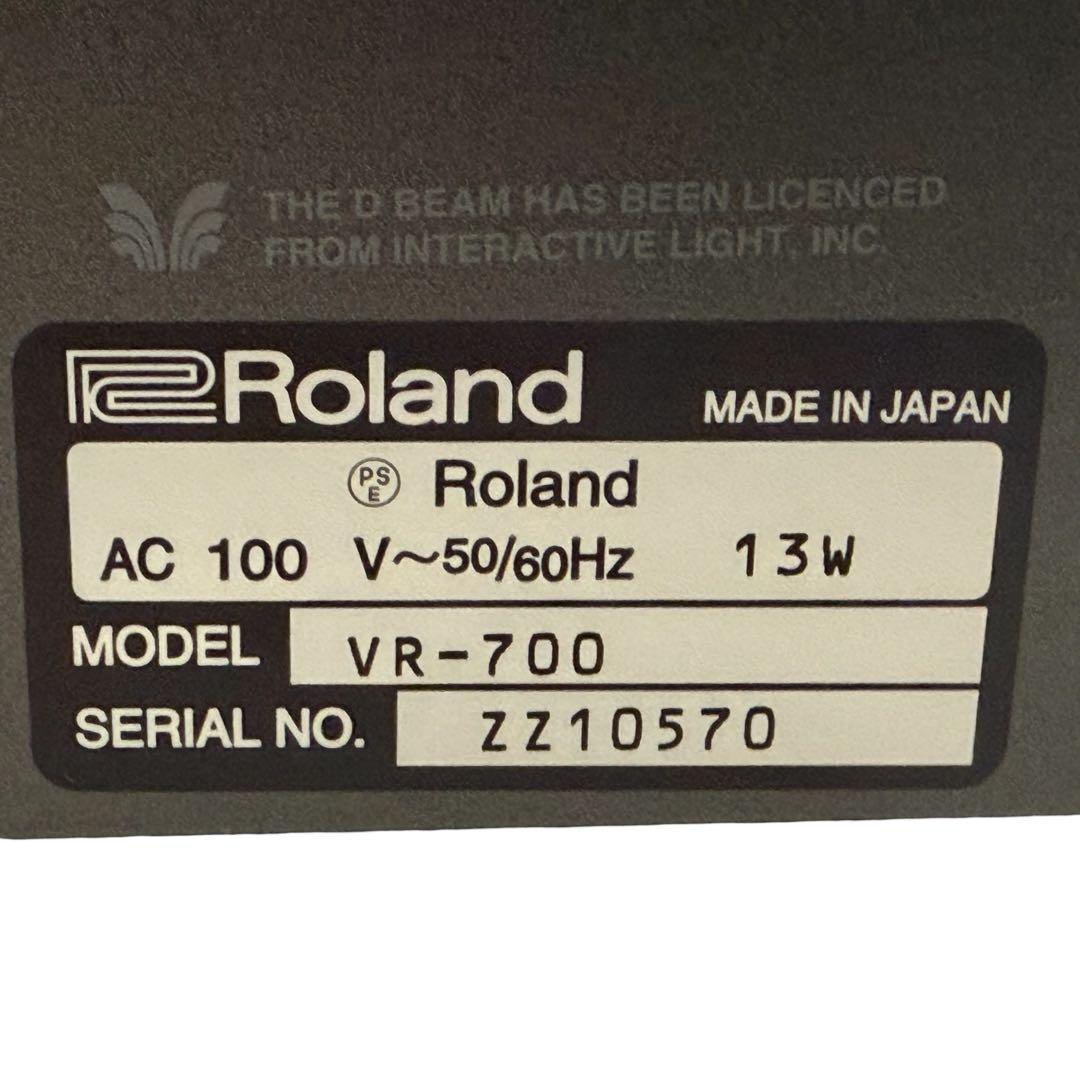 THE D BEAM HAS BEEN LICENCED
FROM INTERACTIVE LIGHT, INC.
Roland MADE IN JAPAN
PSE Roland
AC 100 V~50/60Hz 13W
MODEL VR-700
SERIAL NO. ZZ10570